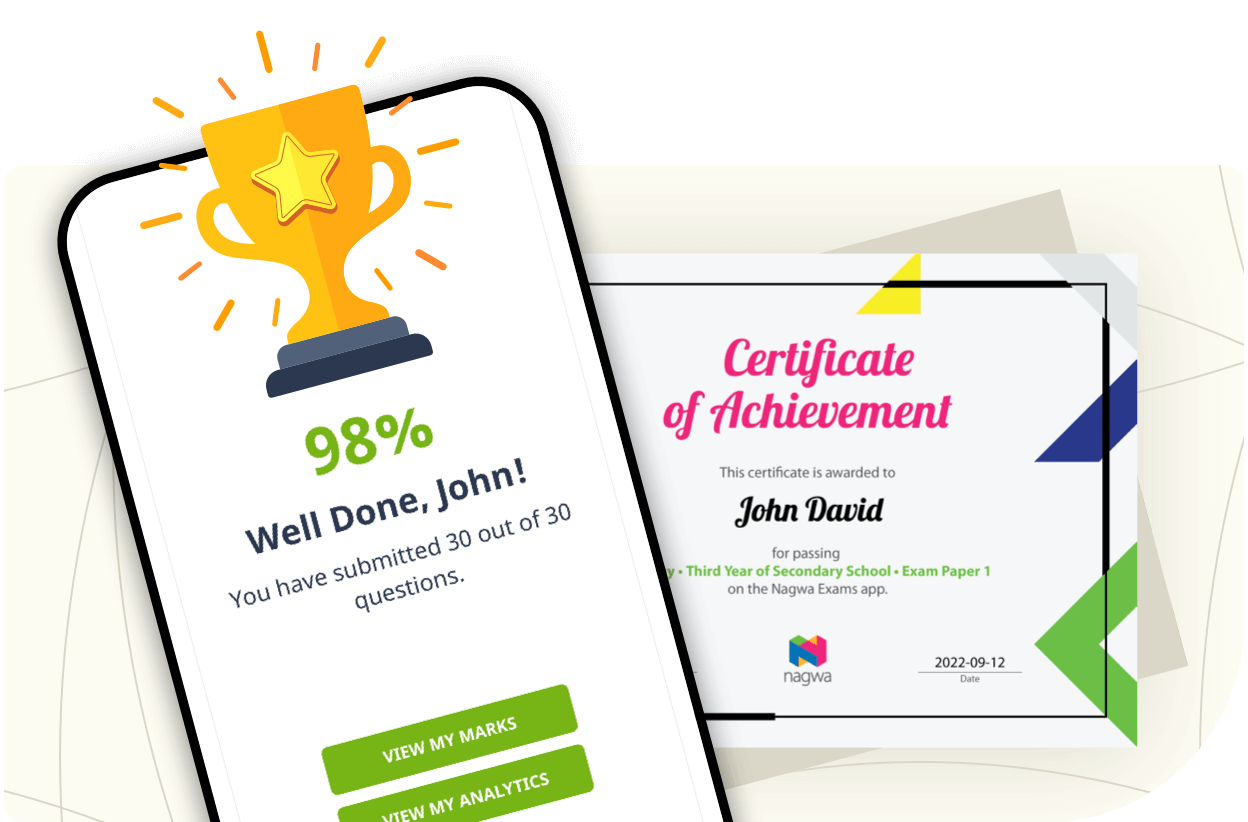 98%
Well Done, John!
You have submitted 30 out of 30
questions.
VIEW MY MARKS
VIEW MY ANALYTICS
Certificate
of Achievement
This certificate is awarded to
John David
for passing
• Third Year of Secondary School • Exam Paper 1
on the Nagwa Exams app.
nagwa
2022-09-12
Date